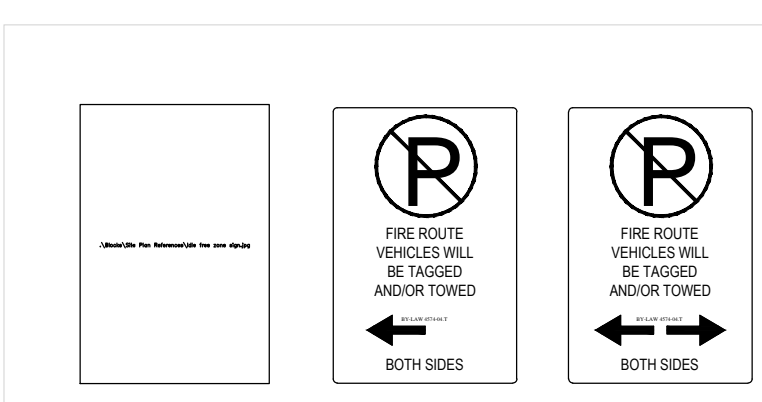 .\Blocks\Site Plan References\idle free zone sign.jpg
P
FIRE ROUTE
VEHICLES WILL
BE TAGGED
AND/OR TOWED
BY-LAW 4574-04.T
BOTH SIDES
P
FIRE ROUTE
VEHICLES WILL
BE TAGGED
AND/OR TOWED
BY-LAW 4574-04.T
BOTH SIDES